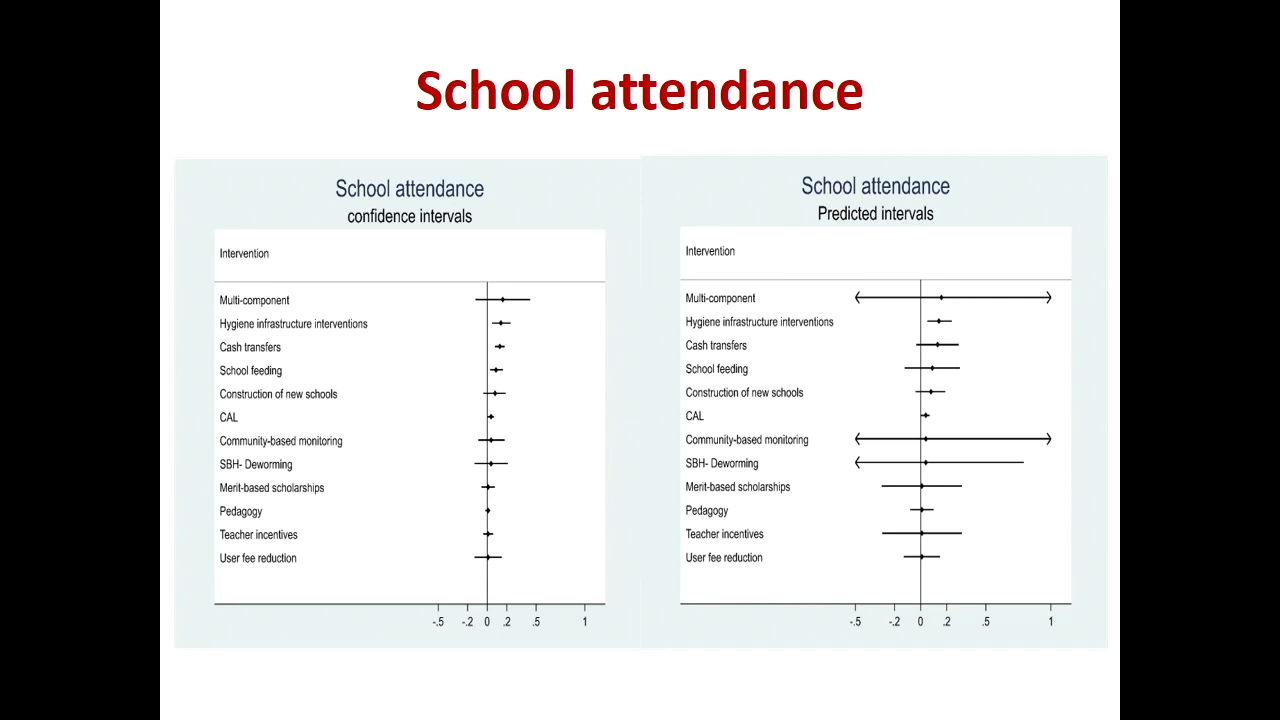 School attendance
School attendance
confidence intervals
Intervention
Multi-component
Hygiene infrastructure interventions
Cash transfers
School feeding
Construction of new schools
CAL
Community-based monitoring
SBH- Deworming
Merit-based scholarships
Pedagogy
Teacher incentives
User fee reduction
-.5 -.2 0 .2 .5 1
School attendance
Predicted intervals
Intervention
Multi-component
Hygiene infrastructure interventions
Cash transfers
School feeding
Construction of new schools
CAL
Community-based monitoring
SBH- Deworming
Merit-based scholarships
Pedagogy
Teacher incentives
User fee reduction
-.5 -.2 0 .2 .5 1